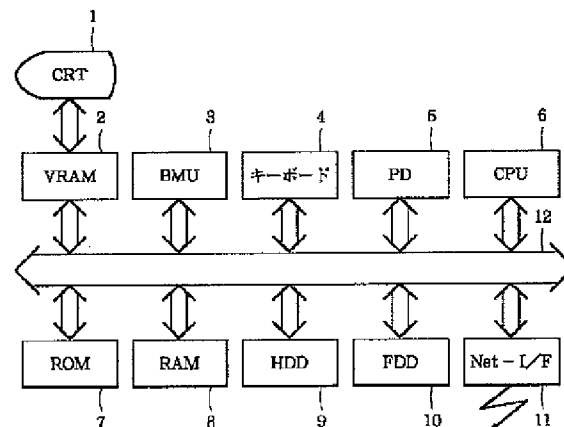 1
CRT
2
3
4
5
6
VRAM
BMU
キーボード
PD
CPU
12
ROM
RAM
HDD
FDD
Net-I/F
7
8
9
10
11